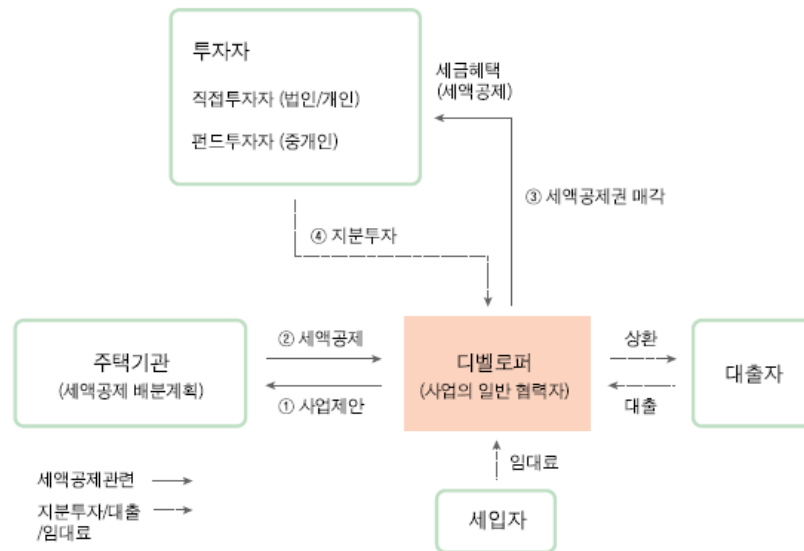 투자자
직접투자자 (법인/개인)
펀드투자자 (중개인)
세금혜택
(세액공제)
③ 세액공제권 매각
④ 지분투자
주택기관
(세액공제 배분계획)
② 세액공제
① 사업제안
디벨로퍼
(사업의 일반 협력자)
상환
대출
대출자
임대료
세입자
세액공제관련
지분투자/대출
/임대료